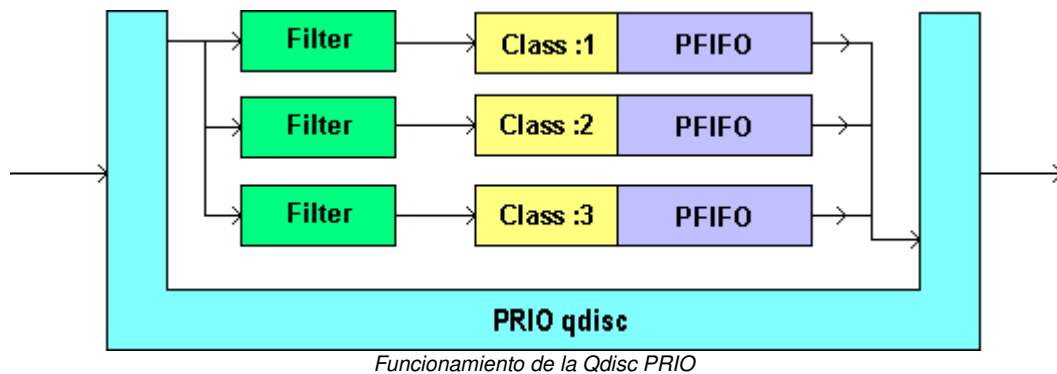 Filter Class :1 PFIFO
Filter Class :2 PFIFO
Filter Class :3 PFIFO
PRIO qdisc
Funcionamiento de la Qdisc PRIO